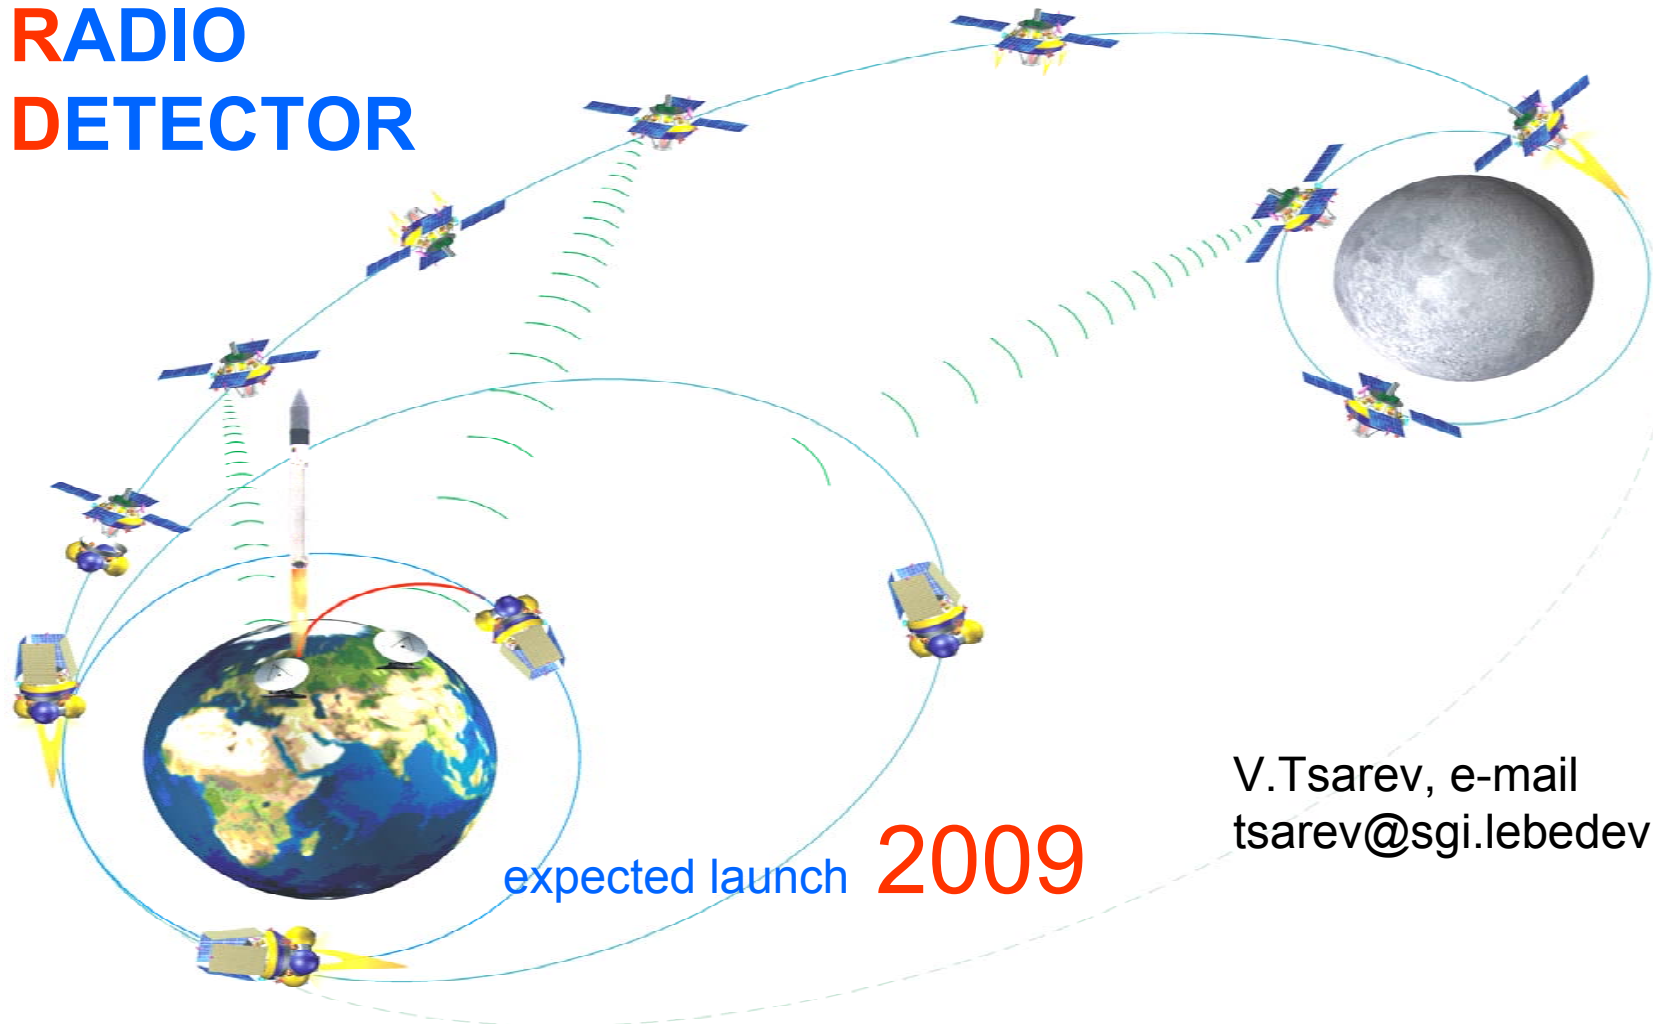 RADIO
DETECTOR
V.Tsarev, e-mail
tsarev@sgi.lebedev
expected launch 2009